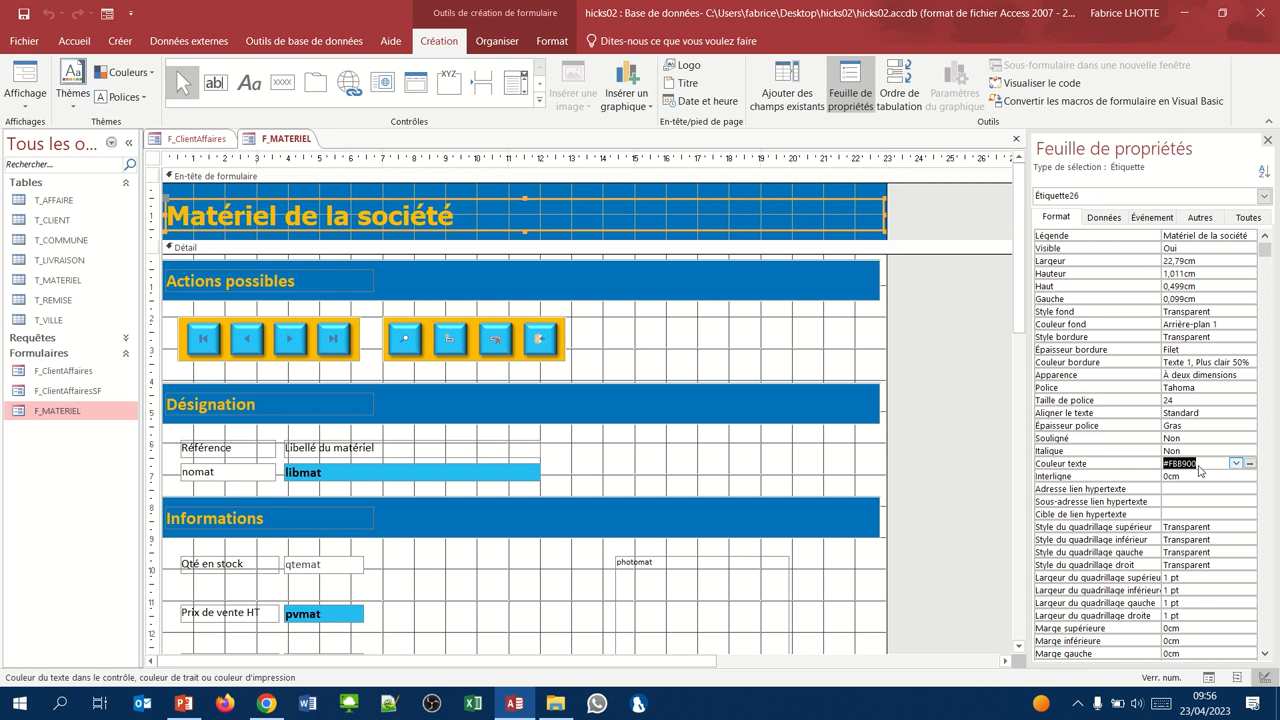 Outils de création de formulaire
hicks02 : Base de données- C:\Users\fabrice\Desktop\hicks02\hicks02.accdb (format de fichier Access 2007 - 2...
Fabrice LHOTTE
Fichier
Accueil
Créer
Données externes
Outils de base de données
Aide
Création
Organiser
Format
Dites-nous ce que vous voulez faire
Affichage
Thèmes
Couleurs
Polices
Affichages
Thèmes
ab|
Aa
xxxx
XYZ
Contrôles
Insérer une image
Insérer un graphique
Logo
Titre
Date et heure
En-tête/pied de page
Ajouter des champs existants
Feuille de propriétés
Ordre de tabulation
Paramètres du graphique
Sous-formulaire dans une nouvelle fenêtre
Visualiser le code
Convertir les macros de formulaire en Visual Basic
Outils
Tous les o...
Rechercher...
Tables
T_AFFAIRE
T_CLIENT
T_COMMUNE
T_LIVRAISON
T_MATERIEL
T_REMISE
T_VILLE
Requêtes
Formulaires
F_ClientAffaires
F_ClientAffairesSF
F_MATERIEL
F_ClientAffaires
F_MATERIEL
En-tête de formulaire
Matériel de la société
Détail
Actions possibles
Désignation
Référence
Libellé du matériel
nomat
libmat
Informations
Qté en stock
qtemat
photomat
Prix de vente HT
pvmat
Feuille de propriétés
Type de sélection : Étiquette
Étiquette26
Format
Données
Événement
Autres
Toutes
Légende Matériel de la société
Visible Oui
Largeur 22,79cm
Hauteur 1,011cm
Haut 0,499cm
Gauche 0,099cm
Style fond Transparent
Couleur fond Arrière-plan 1
Style bordure Transparent
Épaisseur bordure Filet
Couleur bordure Texte 1, Plus clair 50%
Apparence À deux dimensions
Police Tahoma
Taille de police 24
Aligner le texte Standard
Épaisseur police Gras
Souligné Non
Italique Non
Couleur texte #FBB900
Interligne 0cm
Adresse lien hypertexte
Sous-adresse lien hypertexte
Cible de lien hypertexte
Style du quadrillage supérieur Transparent
Style du quadrillage inférieur Transparent
Style du quadrillage gauche Transparent
Style du quadrillage droit Transparent
Largeur du quadrillage supérieu 1 pt
Largeur du quadrillage inférieur 1 pt
Largeur du quadrillage gauche 1 pt
Largeur du quadrillage droite 1 pt
Marge supérieure 0cm
Marge inférieure 0cm
Marge gauche 0cm
Couleur du texte dans le contrôle, couleur de trait ou couleur d'impression
Verr. num.
09:56
23/04/2023